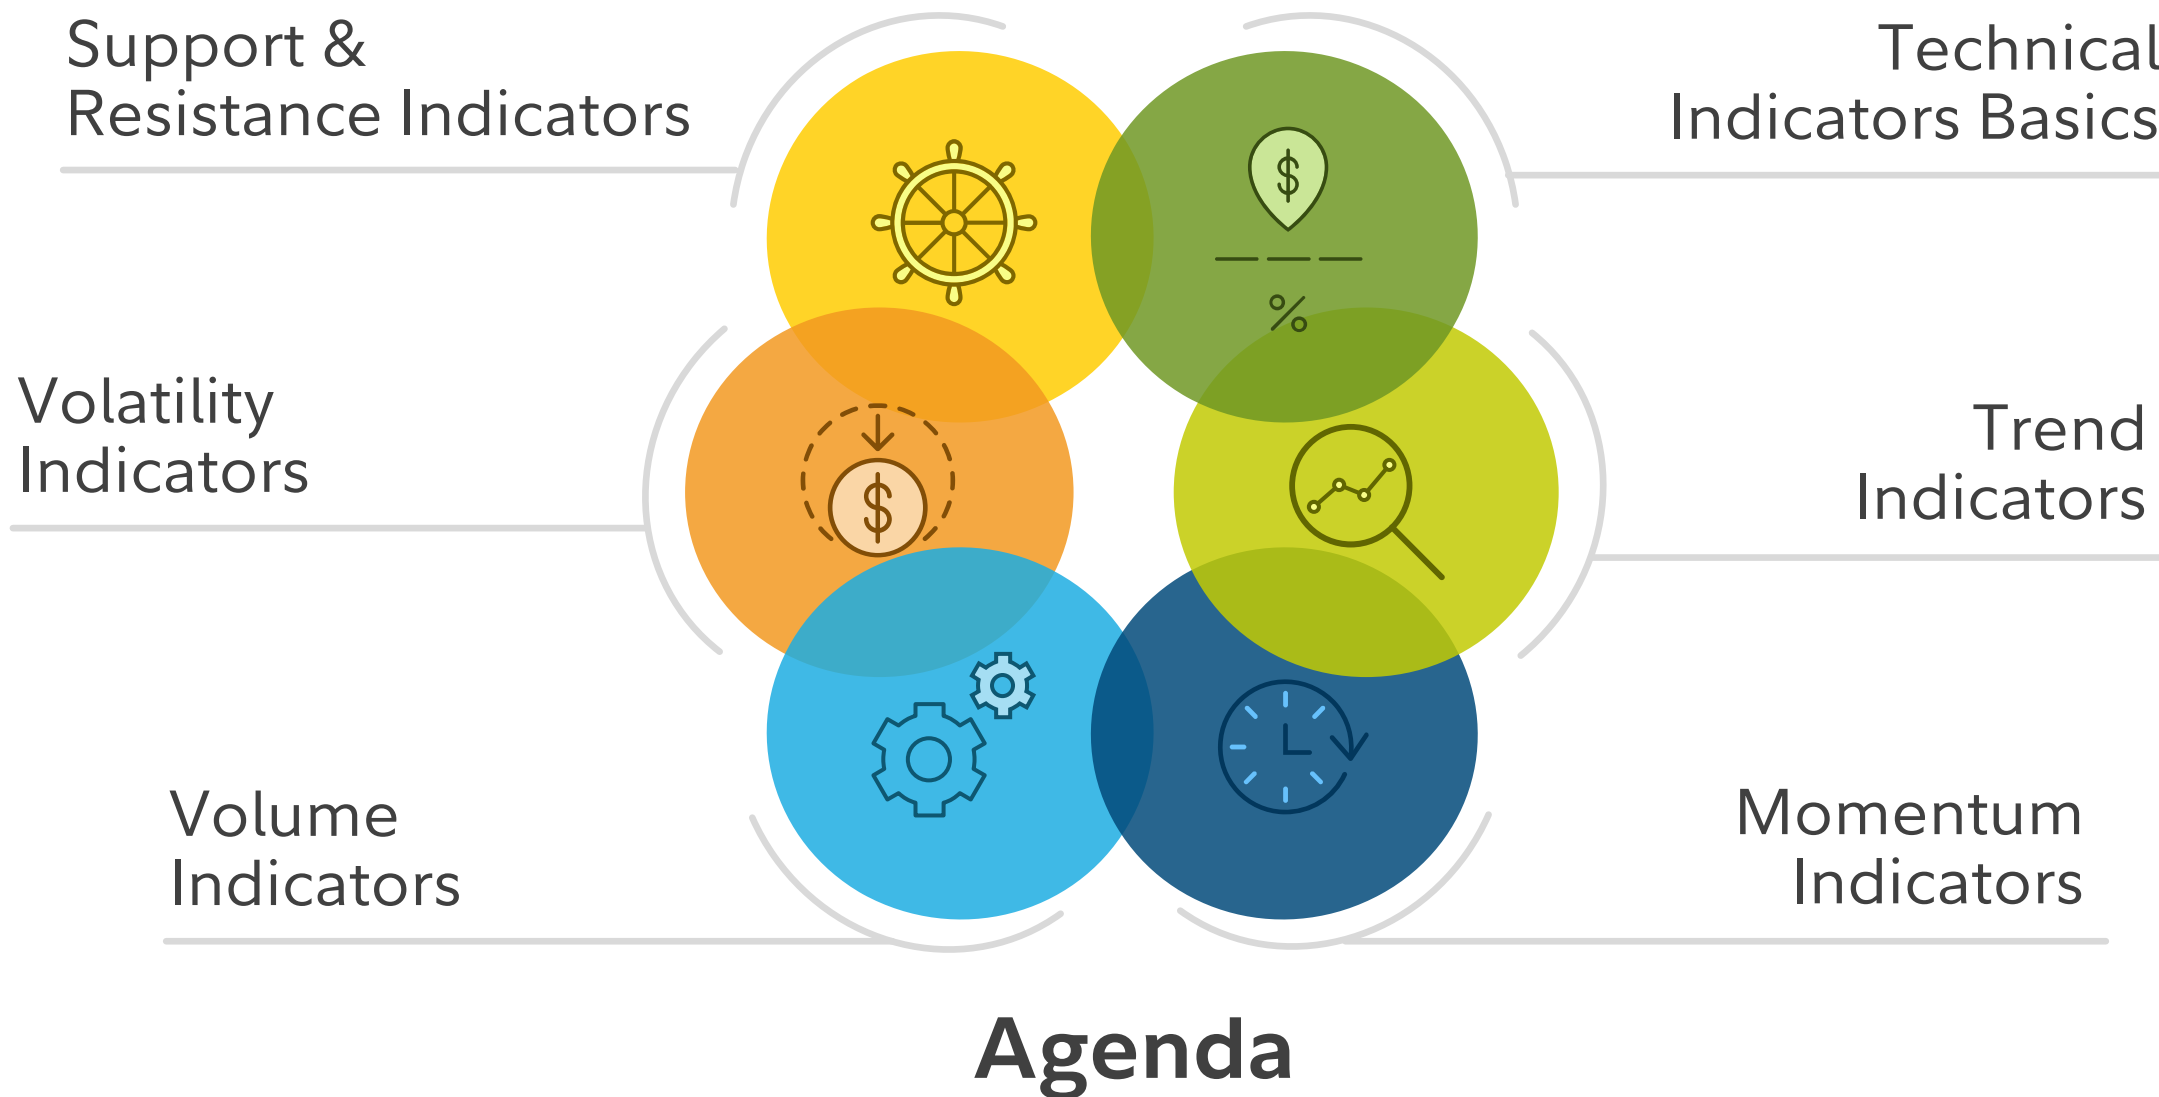 Support &
Resistance Indicators
Technical
Indicators Basics
$
%
Volatility
Indicators
$
Trend
Indicators
Volume
Indicators
Momentum
Indicators
Agenda